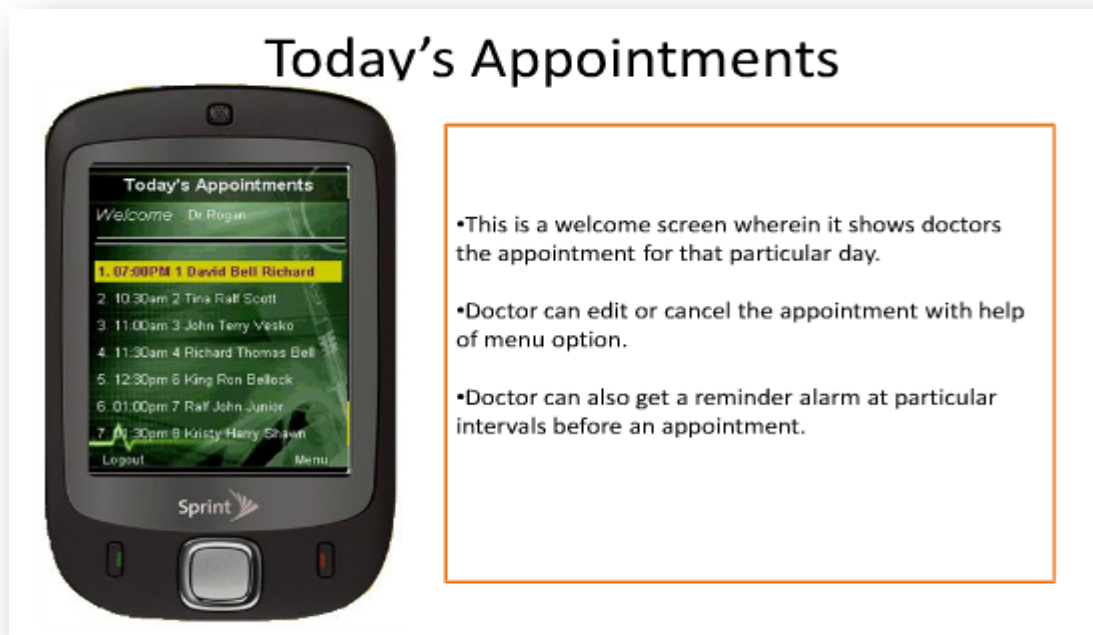 Today's Appointments
Today's Appointments
Welcome Dr.Rogan
1. 07:00PM 1 David Bell Richard
2. 10:30am 2 Tina Ralf Scott
3. 11:00am 3 John Terry Vesko
4. 11:30am 4 Richard Thomas Bell
5. 12:30pm 6 King Ron Bellock
6. 01:00pm 7 Ralf John Junior
7. 01:30pm 8 Kristy Harry Shawn
Logout Menu
Sprint
•This is a welcome screen wherein it shows doctors
the appointment for that particular day.
•Doctor can edit or cancel the appointment with help
of menu option.
•Doctor can also get a reminder alarm at particular
intervals before an appointment.